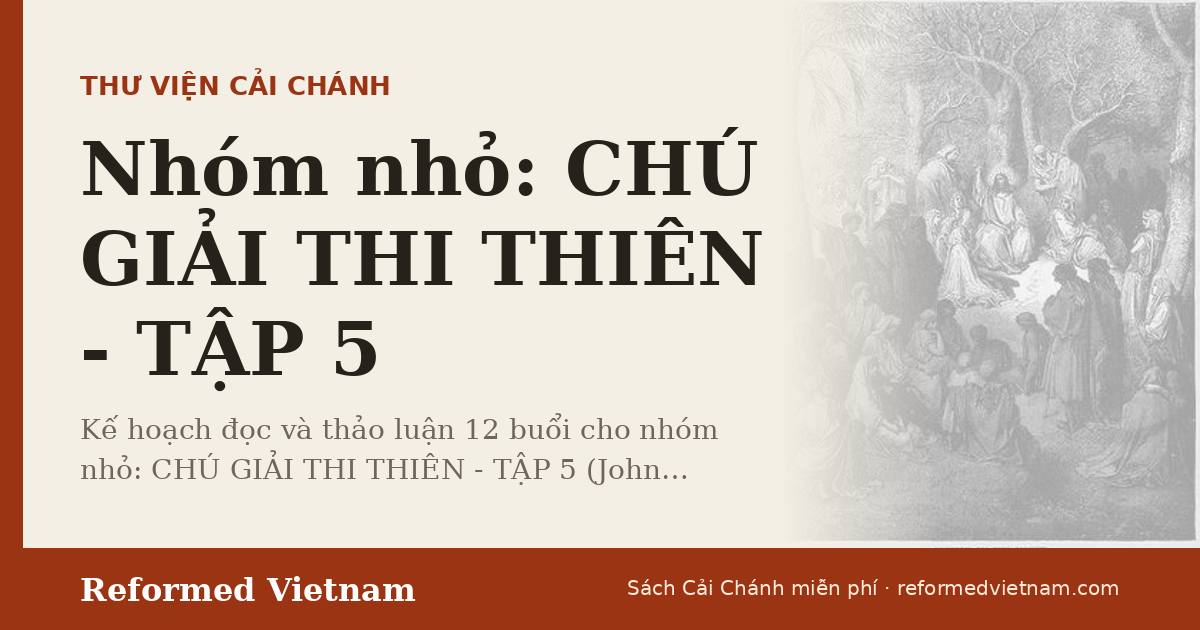 THƯ VIỆN CẢI CHÁNH
Nhóm nhỏ: CHÚ
GIẢI THI THIÊN
- TẬP 5
Kế hoạch đọc và thảo luận 12 buổi cho nhóm
nhỏ: CHÚ GIẢI THI THIÊN - TẬP 5 (John...
Reformed Vietnam
Sách Cải Chánh miễn phí · reformedvietnam.com